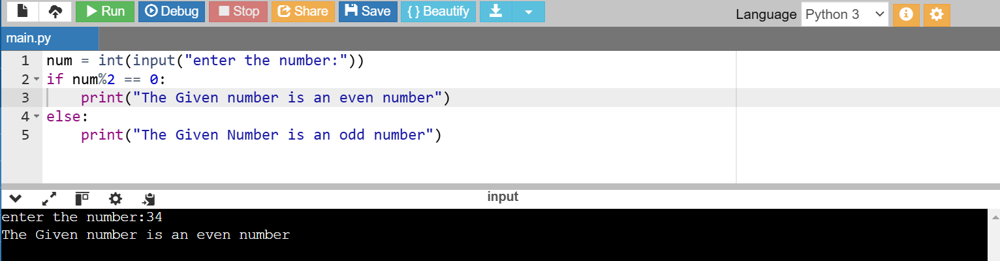 Run Debug Stop Share Save { } Beautify
Language Python 3
main.py
1 num = int(input("enter the number:"))
2 if num%2 == 0:
3     print("The Given number is an even number")
4 else:
5     print("The Given Number is an odd number")
input
enter the number:34
The Given number is an even number